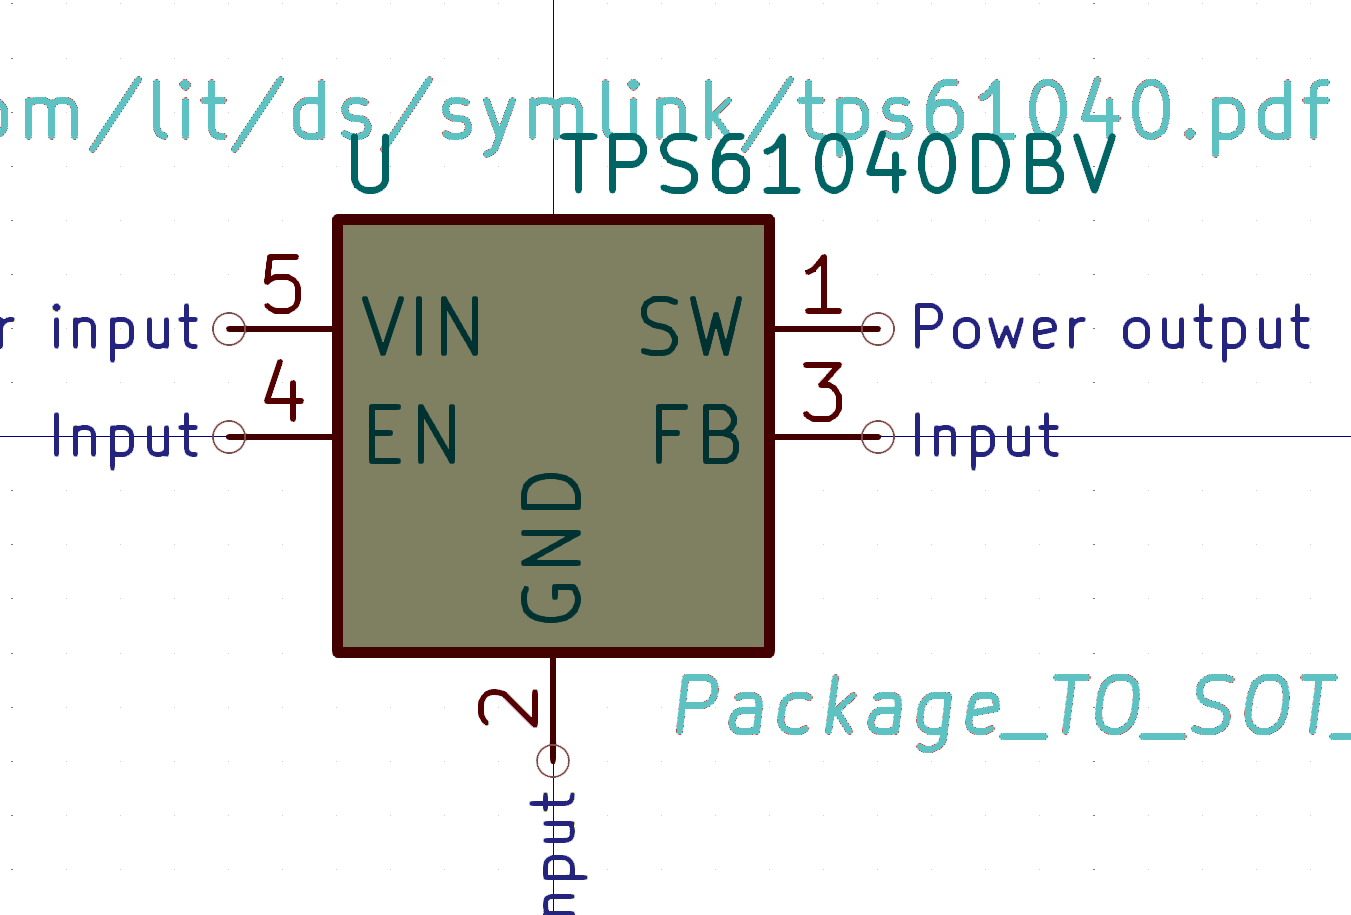 om/lit/ds/symlink/tps61040.pdf
U TPS61040DBV
5 1
r input VIN SW Power output
4 3
Input EN FB Input
GND
2
Package_TO_SOT_
nput